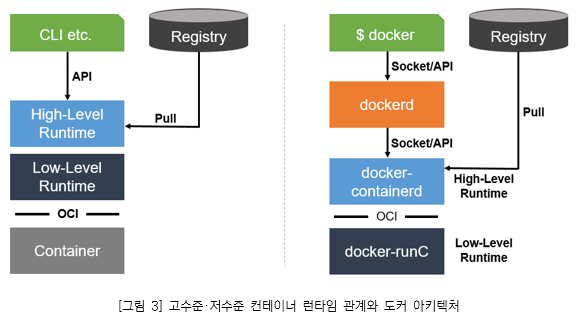 CLI etc.
Registry
API
High-Level
Runtime
Pull
Low-Level
Runtime
OCI
Container
$ docker
Registry
Socket/API
dockerd
Socket/API
Pull
docker-
containerd
High-Level
Runtime
OCI
docker-runC
Low-Level
Runtime
[그림 3] 고수준·저수준 컨테이너 런타임 관계와 도커 아키텍처